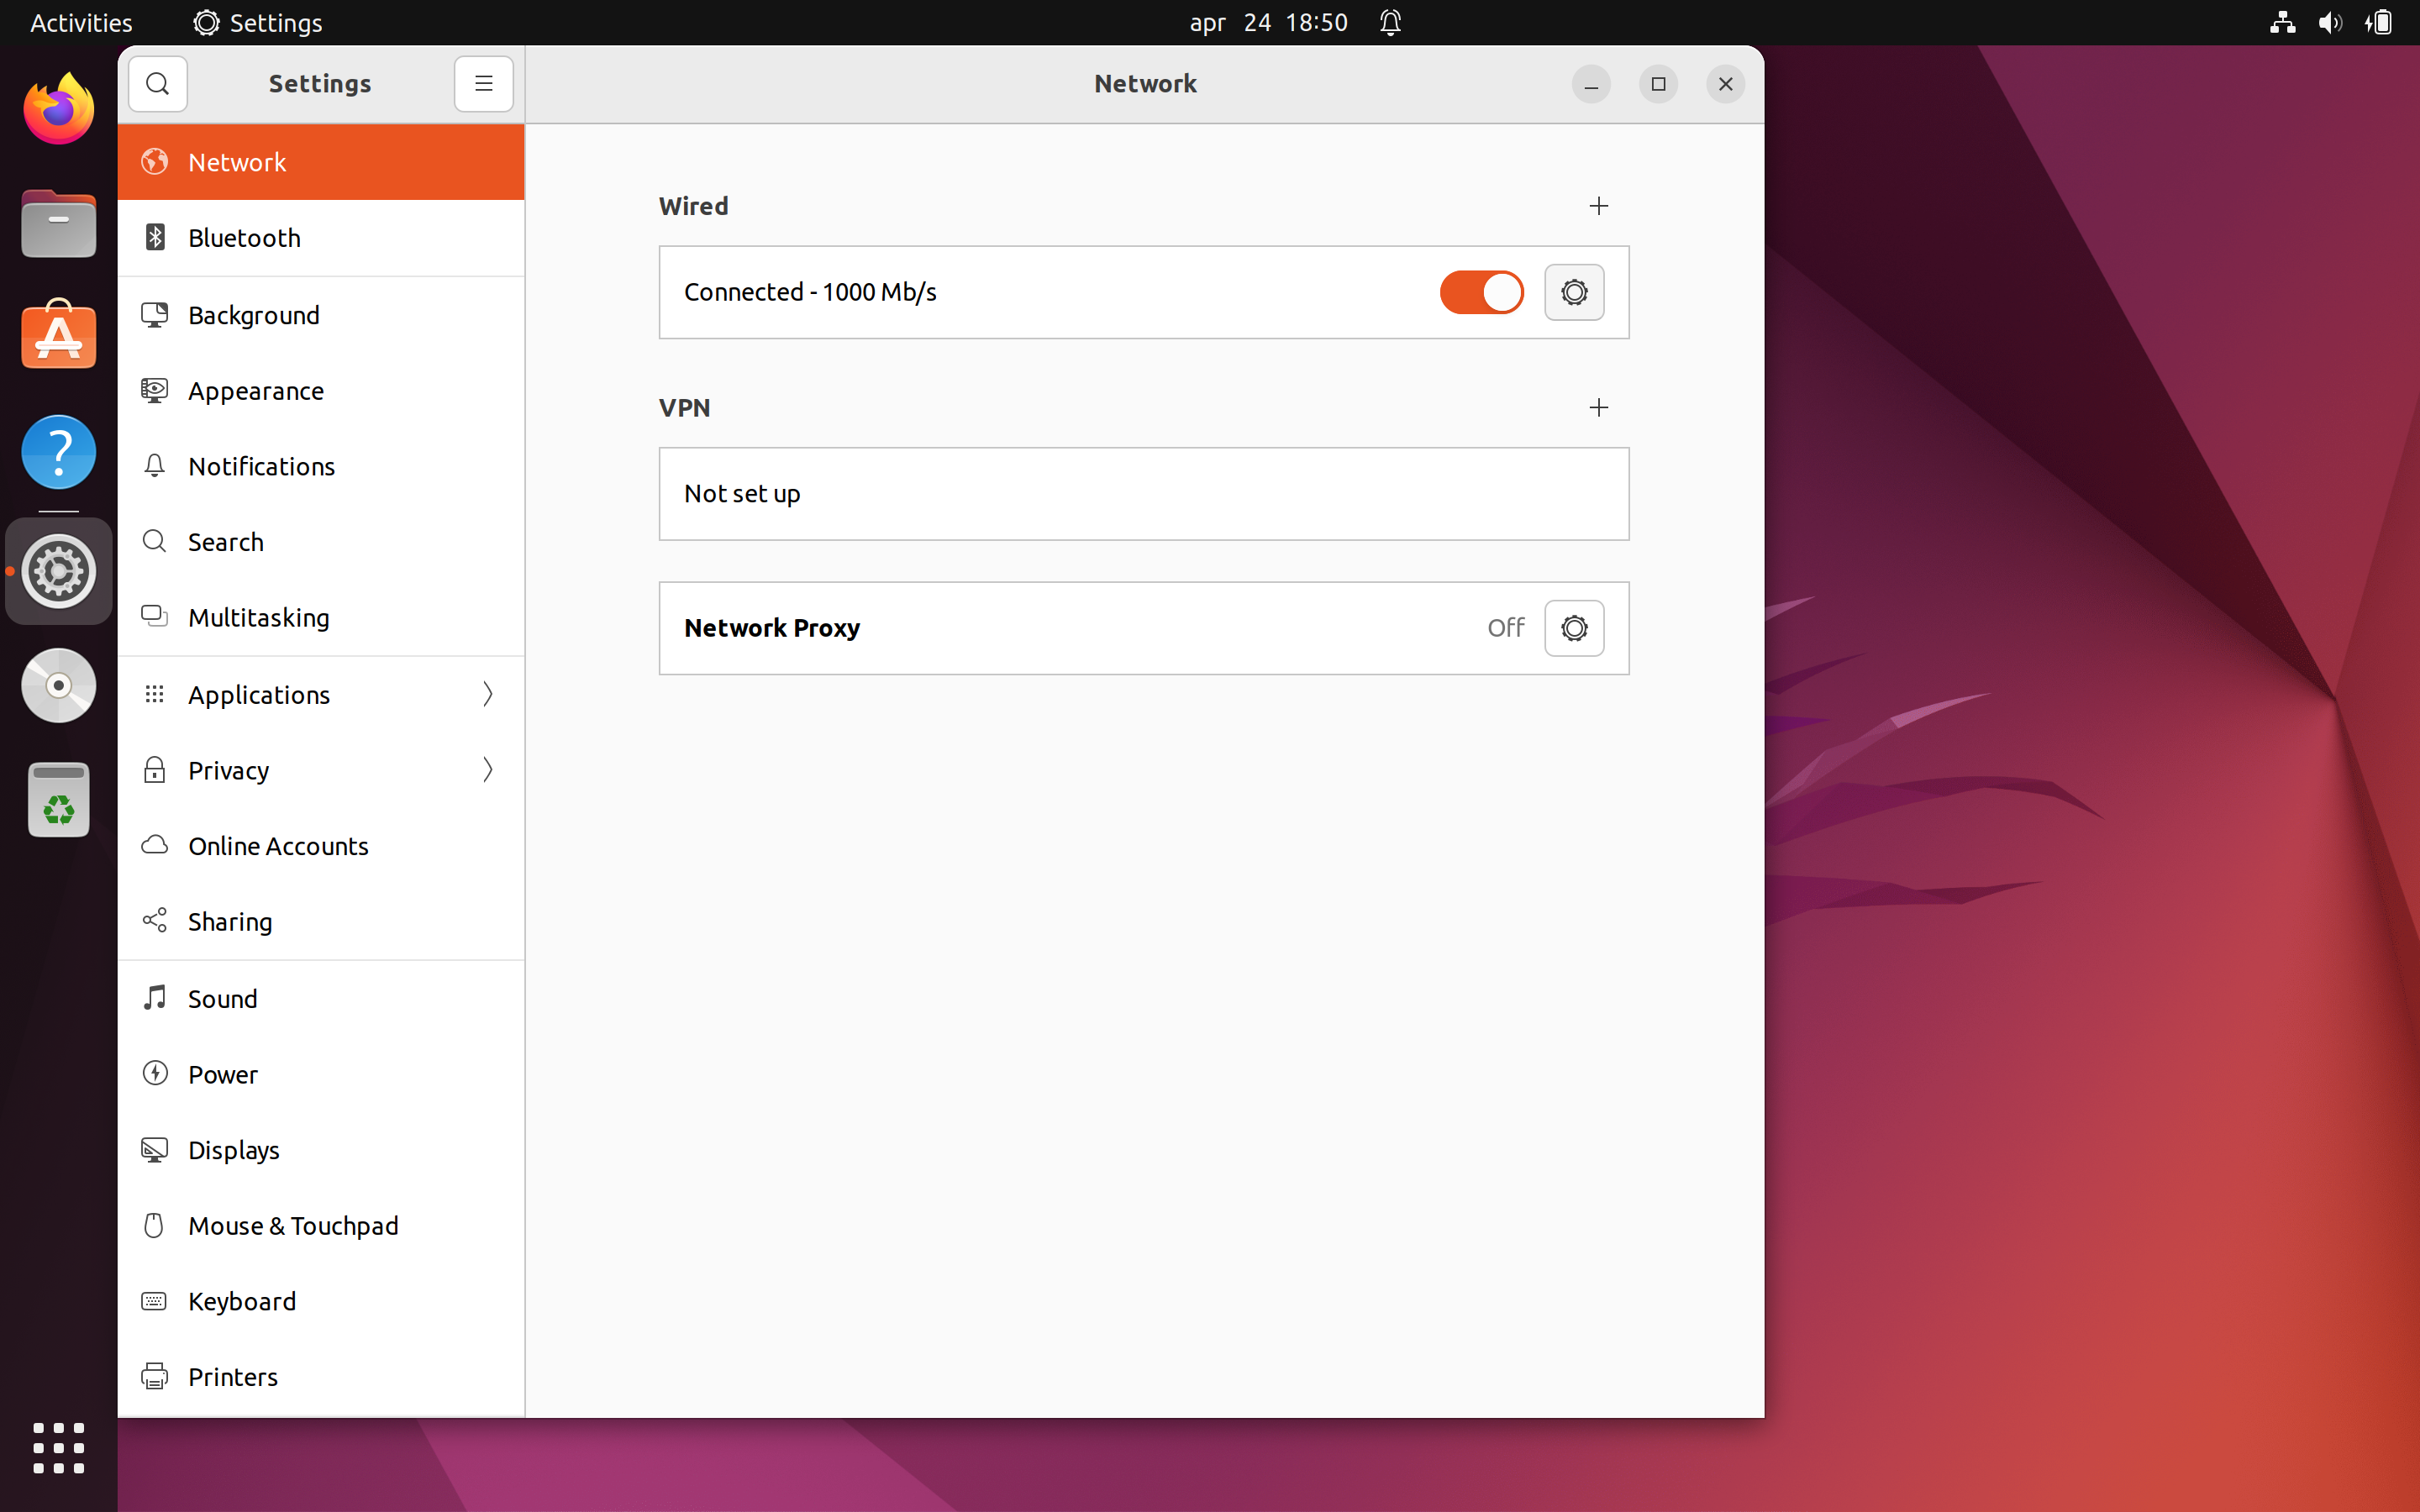 Activities
Settings
apr 24 18:50
Settings
Network
Network
Bluetooth
Background
Appearance
Notifications
Search
Multitasking
Applications
Privacy
Online Accounts
Sharing
Sound
Power
Displays
Mouse & Touchpad
Keyboard
Printers
Wired
Connected - 1000 Mb/s
VPN
Not set up
Network Proxy
Off